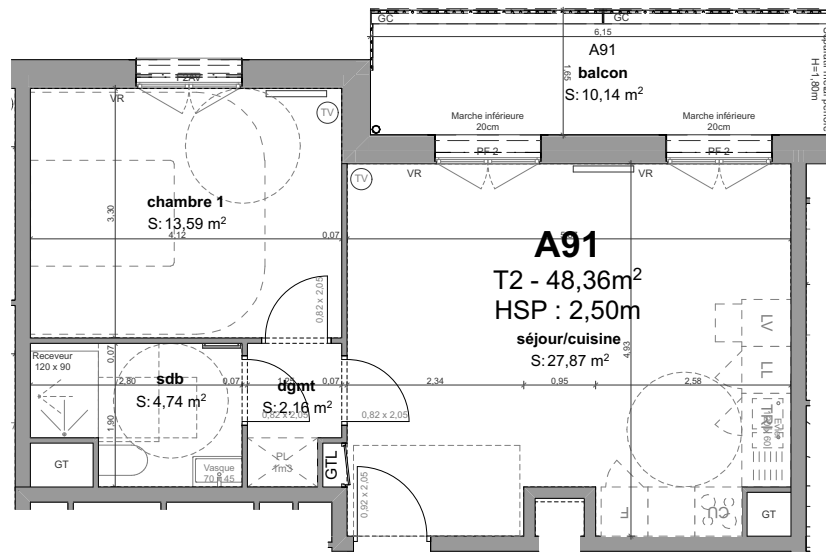 GC
GC
6,15
A91
balcon
S: 10,14 m²
1,65
H=1,80m
Marche inférieure
20cm
Marche inférieure
20cm
VR
TV
PF 2
PF 2
TV
VR
VR
chambre 1
S: 13,59 m²
3,30
4,12
0,07
A91
T2 - 48,36m²
HSP : 2,50m
séjour/cuisine
S: 27,87 m²
4,93
0,82 x 2,05
LV
LL
Receveur
120 x 90
0,07
sdb
S: 4,74 m²
2,80
0,07
dgmt
S: 2,16 m²
0,07
2,34
0,95
2,58
1,90
0,82 x 2,05
0,82 x 2,05
GT
Vasque
70 x 45
PL
1m3
GTL
0,92 x 2,05
TRI
CU
GT